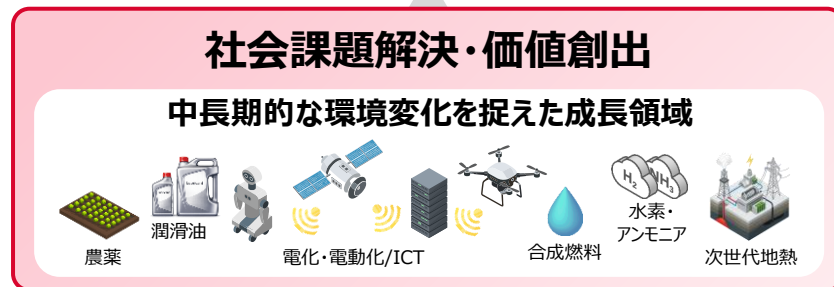 社会課題解決・価値創出
中長期的な環境変化を捉えた成長領域
農薬
潤滑油
電化・電動化/ICT
合成燃料
H₂
NH₃
水素・
アンモニア
次世代地熱